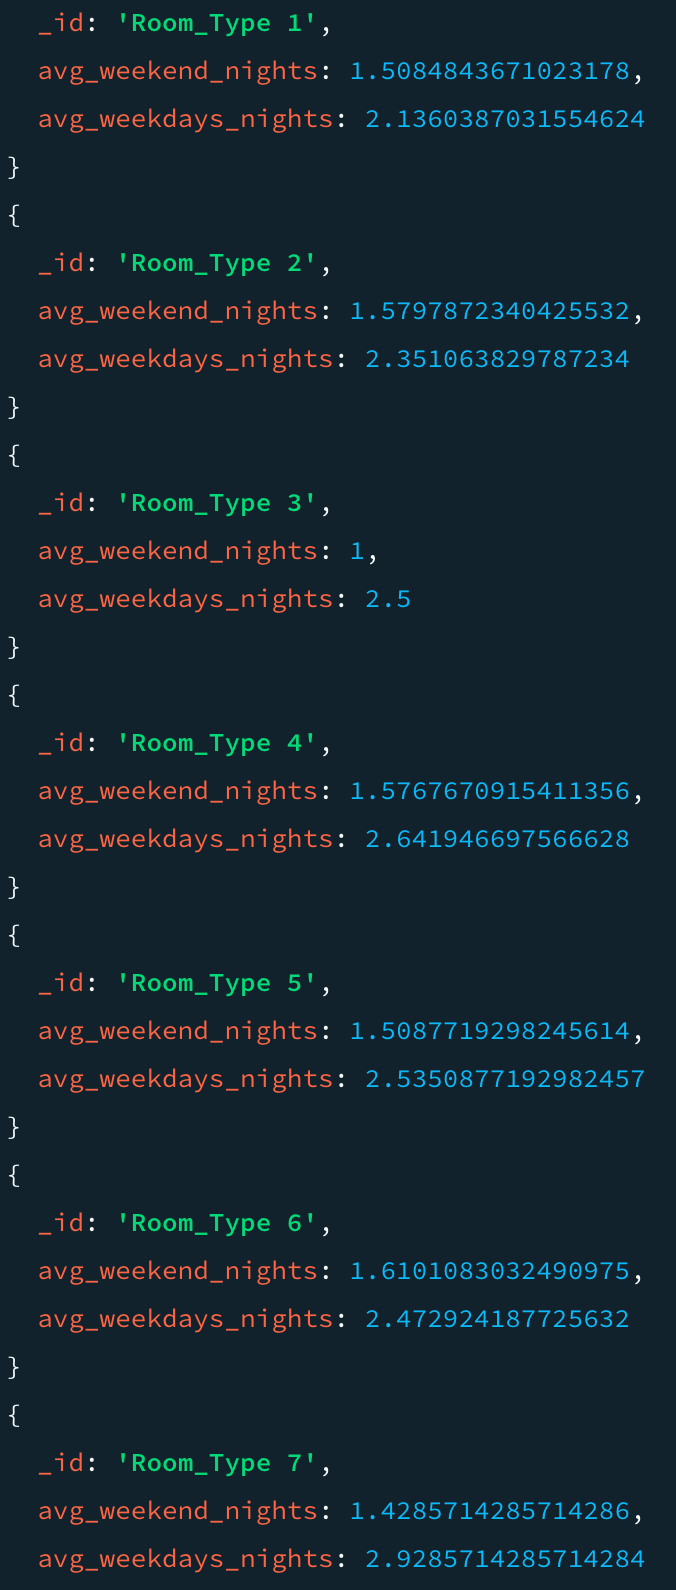 _id: 'Room_Type 1',
avg_weekend_nights: 1.5084843671023178,
avg_weekdays_nights: 2.1360387031554624
}
{
_id: 'Room_Type 2',
avg_weekend_nights: 1.5797872340425532,
avg_weekdays_nights: 2.351063829787234
}
{
_id: 'Room_Type 3',
avg_weekend_nights: 1,
avg_weekdays_nights: 2.5
}
{
_id: 'Room_Type 4',
avg_weekend_nights: 1.5767670915411356,
avg_weekdays_nights: 2.641946697566628
}
{
_id: 'Room_Type 5',
avg_weekend_nights: 1.5087719298245614,
avg_weekdays_nights: 2.5350877192982457
}
{
_id: 'Room_Type 6',
avg_weekend_nights: 1.6101083032490975,
avg_weekdays_nights: 2.472924187725632
}
{
_id: 'Room_Type 7',
avg_weekend_nights: 1.4285714285714286,
avg_weekdays_nights: 2.9285714285714284